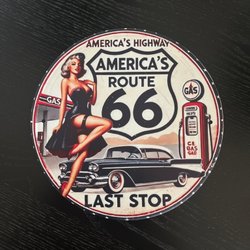 AMERICA'S HIGHWAY
AMERICA'S
ROUTE
66
GAS
GAS
LAST STOP